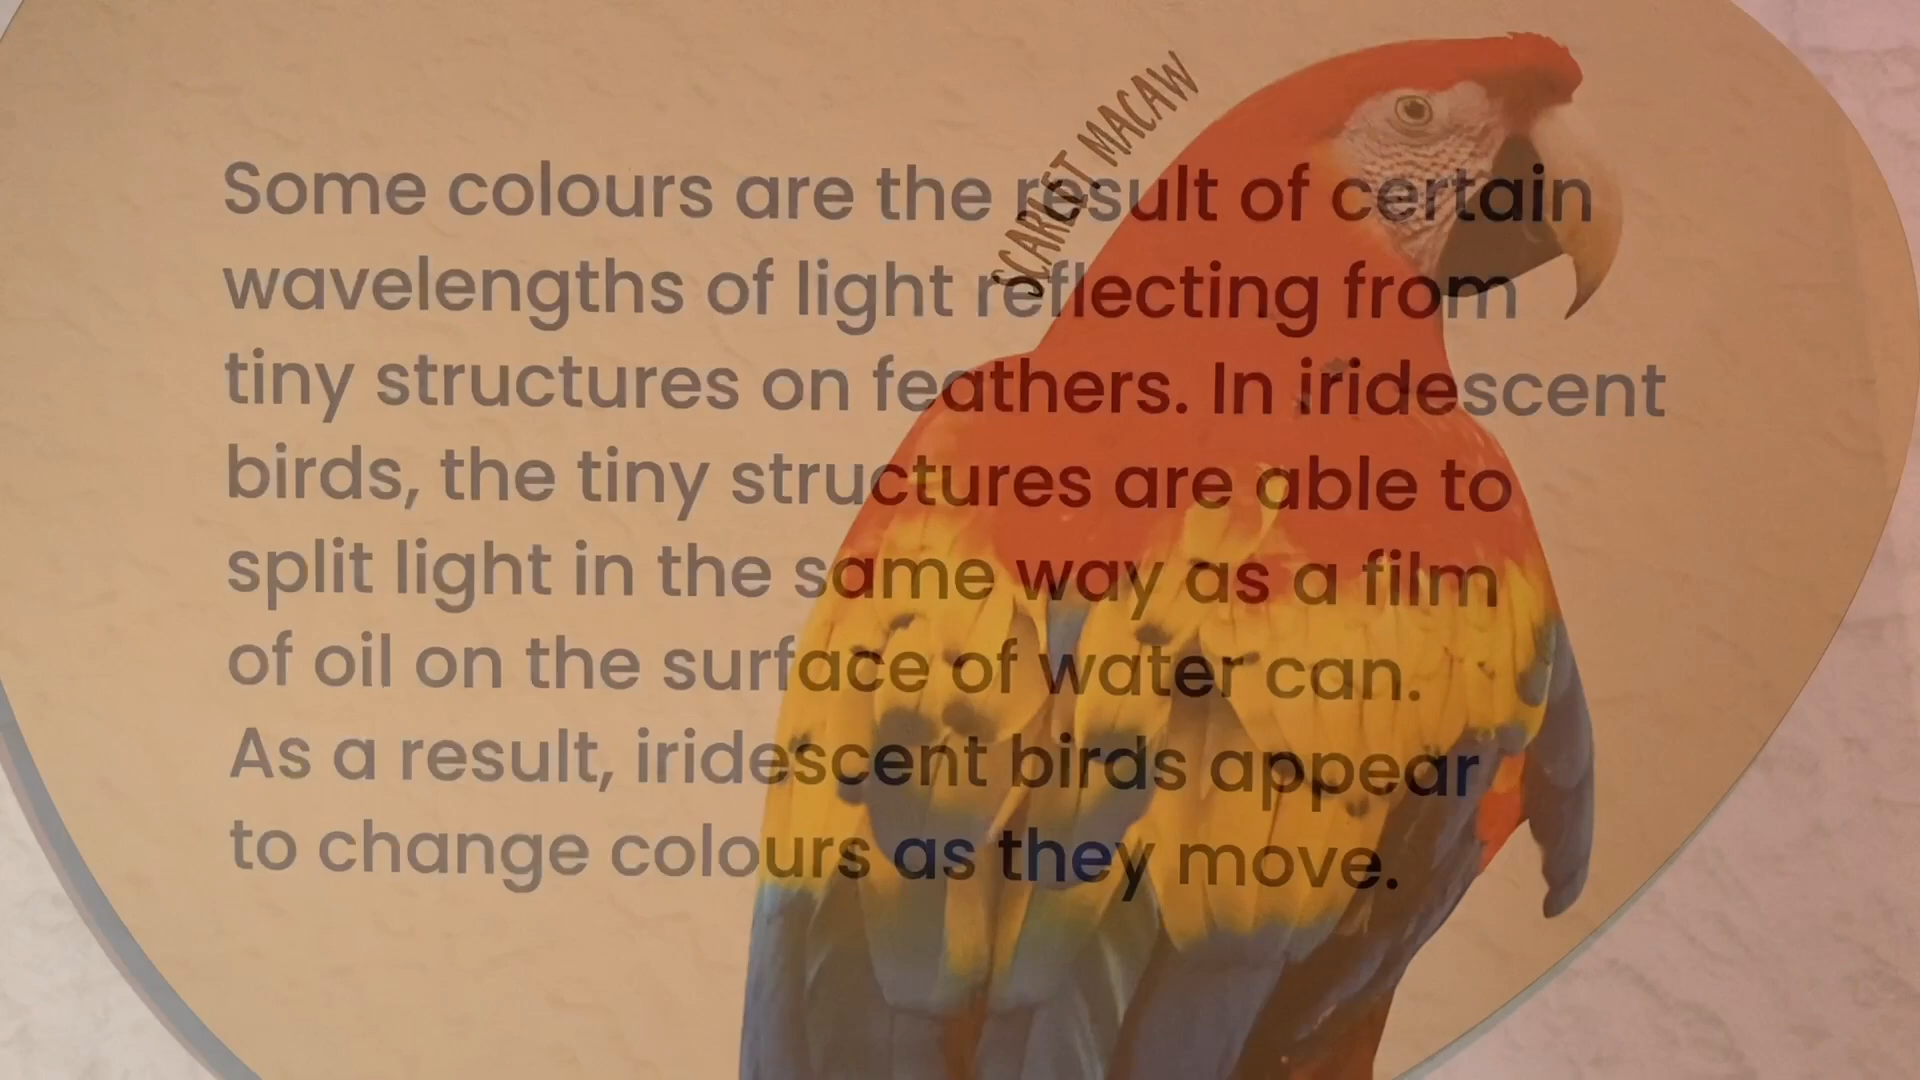 SCARLET MACAW
Some colours are the result of certain
wavelengths of light reflecting from
tiny structures on feathers. In iridescent
birds, the tiny structures are able to
split light in the same way as a film
of oil on the surface of water can.
As a result, iridescent birds appear
to change colours as they move.